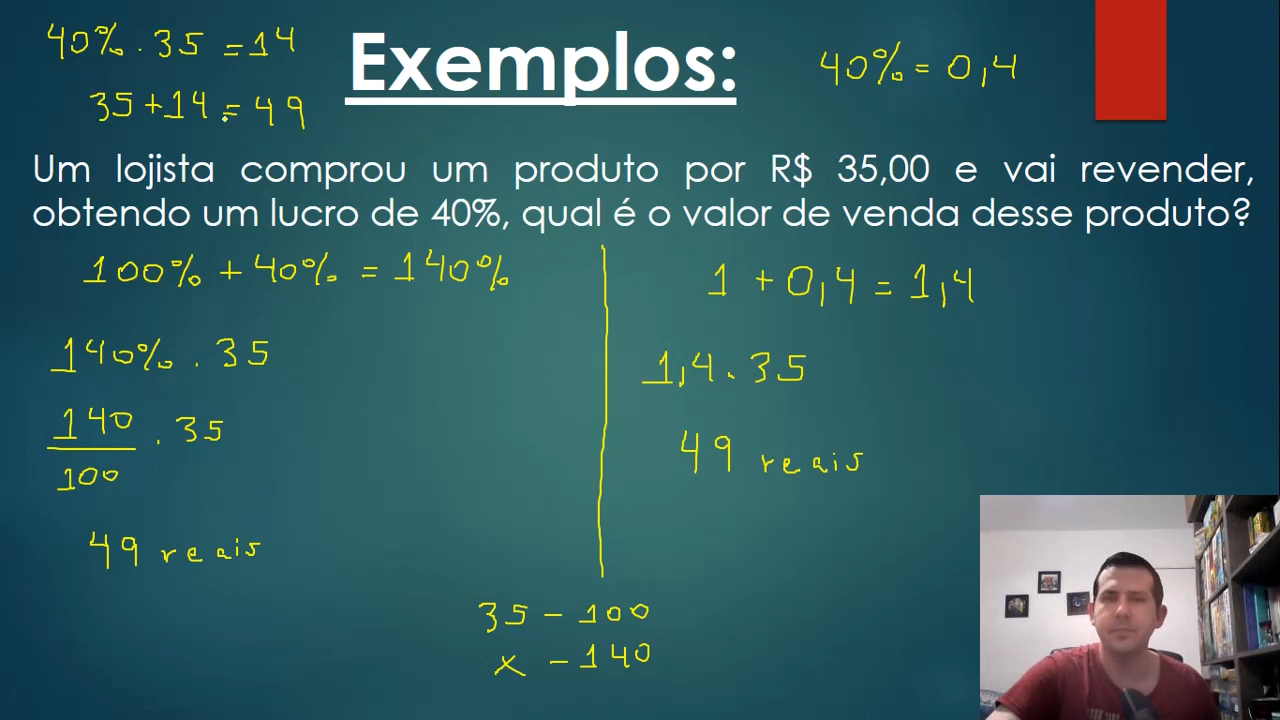 40% . 35 = 14
35 + 14 = 49
Exemplos:
40% = 0,4
Um lojista comprou um produto por R$ 35,00 e vai revender,
obtendo um lucro de 40%, qual é o valor de venda desse produto?
100% + 40% = 140%
140% . 35
140
100
. 35
49 reais
1 + 0,4 = 1,4
1,4 . 35
49 reais
35 - 100
x - 140